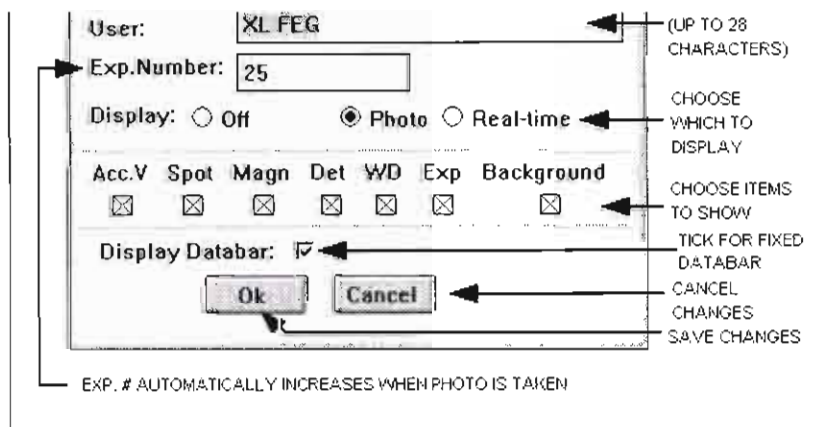 User: XL FEG
(UP TO 28
CHARACTERS)
Exp.Number: 25
Display: Off Photo Real-time
CHOOSE
WHICH TO
DISPLAY
Acc.V Spot Magn Det WD Exp Background
CHOOSE ITEMS
TO SHOW
Display Databar:
TICK FOR FIXED
DATABAR
Ok Cancel
CANCEL
CHANGES
SAVE CHANGES
EXP. # AUTOMATICALLY INCREASES WHEN PHOTO IS TAKEN